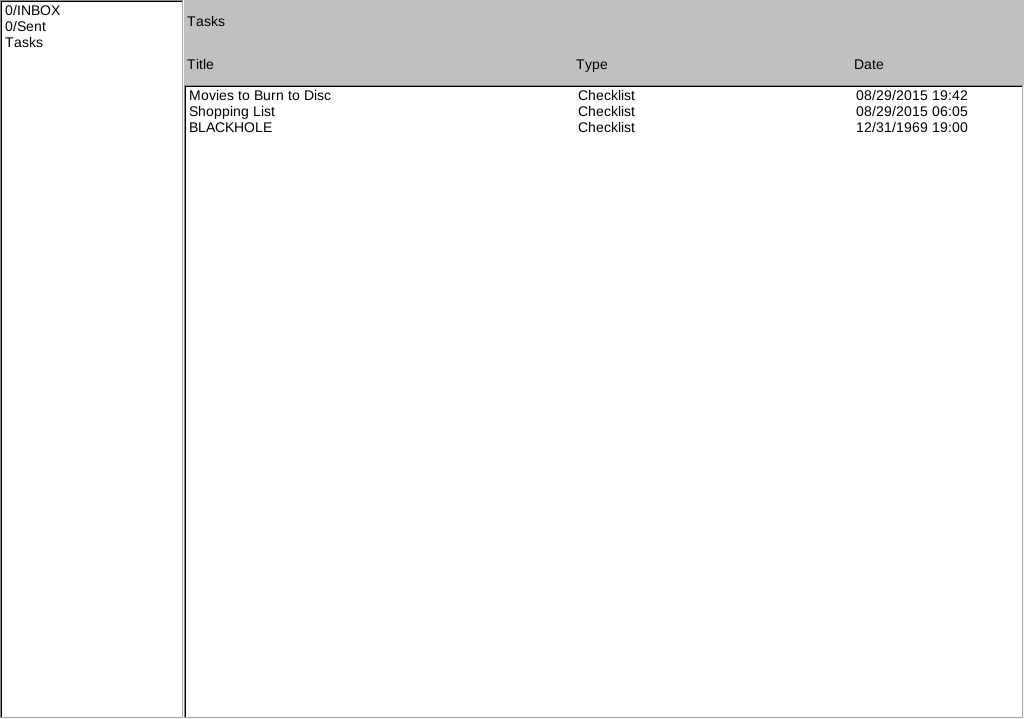 0/INBOX
0/Sent
Tasks
Tasks
Title Type Date
Movies to Burn to Disc Checklist 08/29/2015 19:42
Shopping List Checklist 08/29/2015 06:05
BLACKHOLE Checklist 12/31/1969 19:00